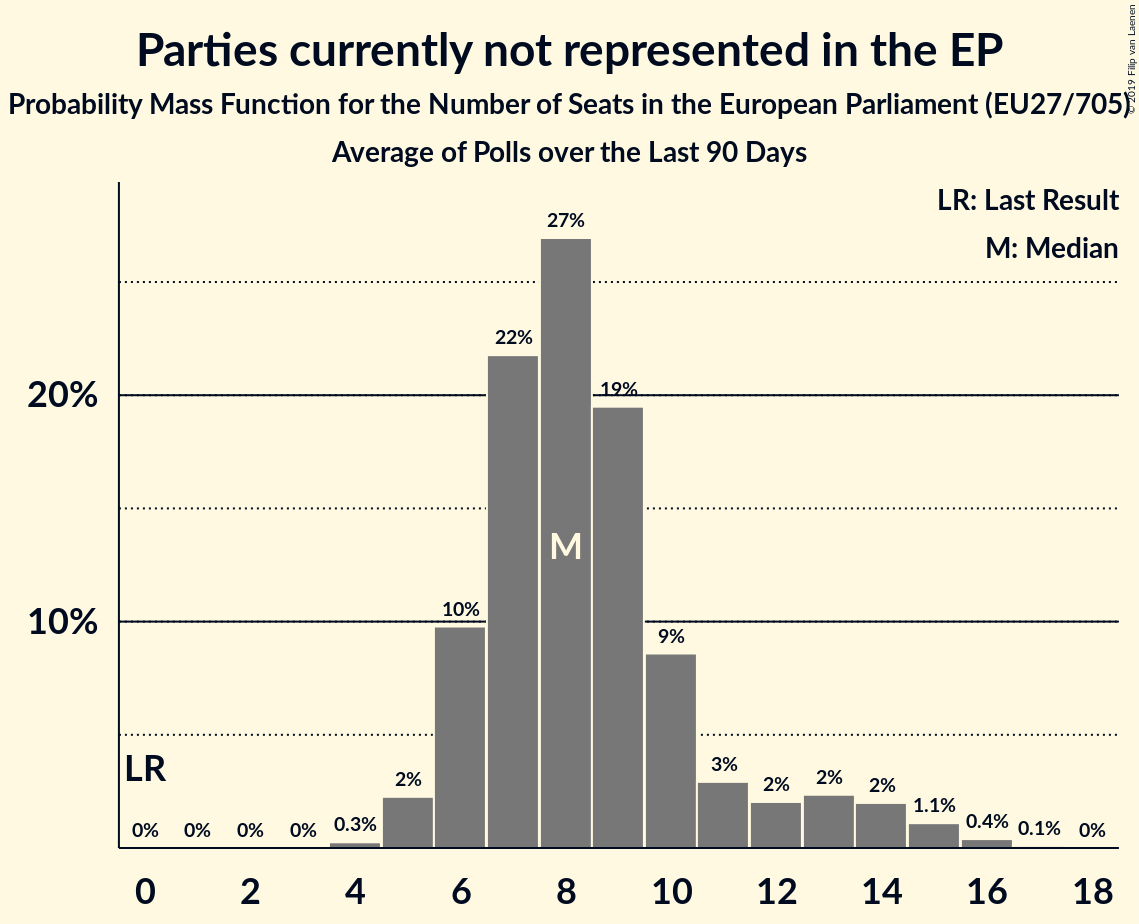 Parties currently not represented in the EP
Probability Mass Function for the Number of Seats in the European Parliament (EU27/705)
Average of Polls over the Last 90 Days
© 2019 Filip van Laenen
LR: Last Result
M: Median
27%
22%
20%
19%
M
10%
10%
9%
LR
0%
0%
0%
0%
0.3%
2%
3%
2%
2%
2%
1.1%
0.4%
0.1%
0%
0 2 4 6 8 10 12 14 16 18